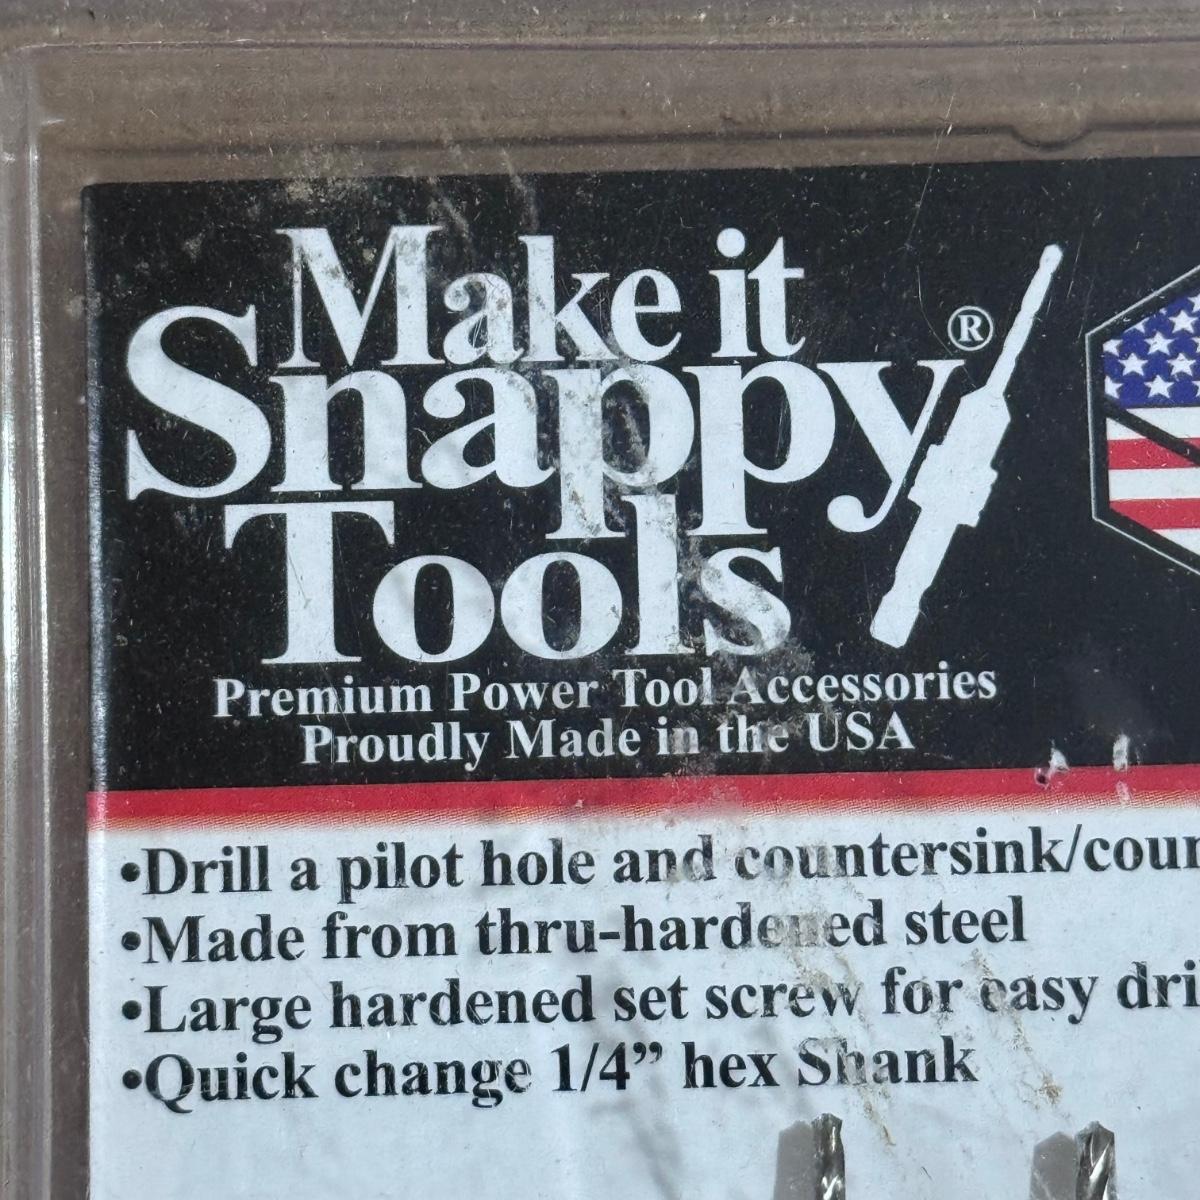 Make it
Snappy®
Tools
Premium Power Tool Accessories
Proudly Made in the USA
•Drill a pilot hole and countersink/coun
•Made from thru-hardened steel
•Large hardened set screw for easy dri
•Quick change 1/4” hex Shank